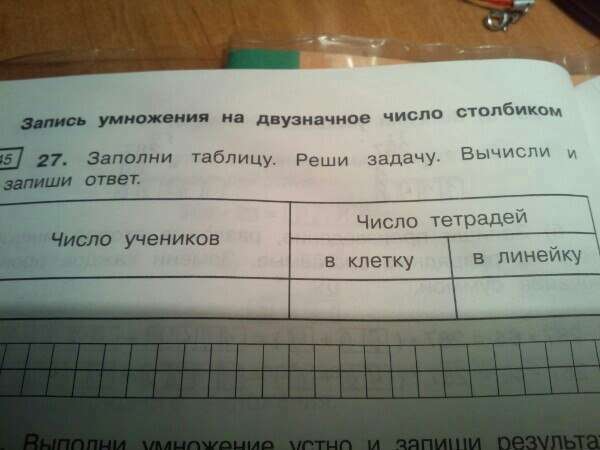 Запись умножения на двузначное число столбиком
45 27. Заполни таблицу. Реши задачу. Вычисли и
запиши ответ.
Число учеников
Число тетрадей
в клетку
в линейку
Выполни умножение устно и запиши результа